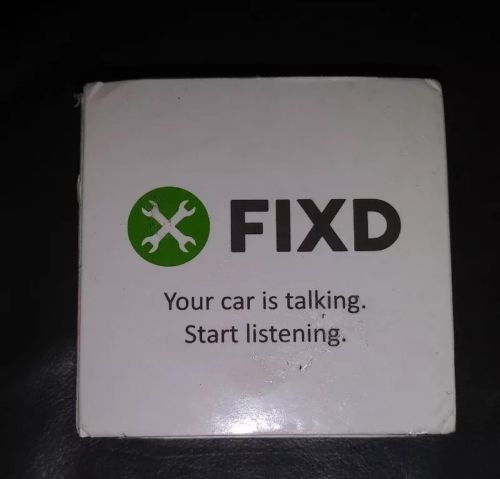 FIXD
Your car is talking.
Start listening.